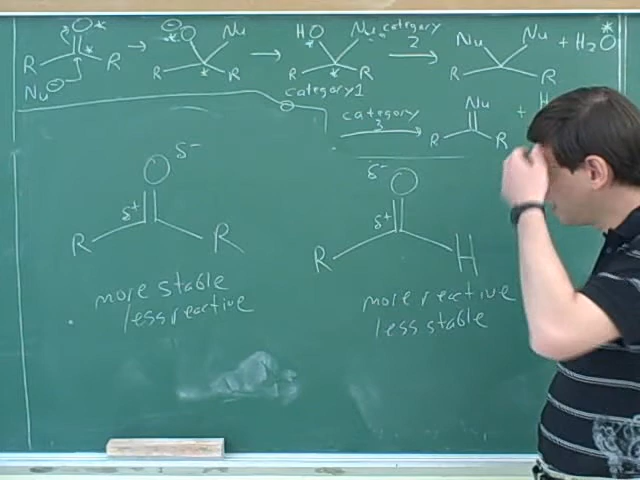 O* Nu HO Nu category Nu Nu + H2O*
2
R * R R * R R * R R R
Nu⊖ category 1
category Nu +
3
R R
δ- δ-
O O
δ+ δ+
R R R H
more stable more reactive
less reactive less stable